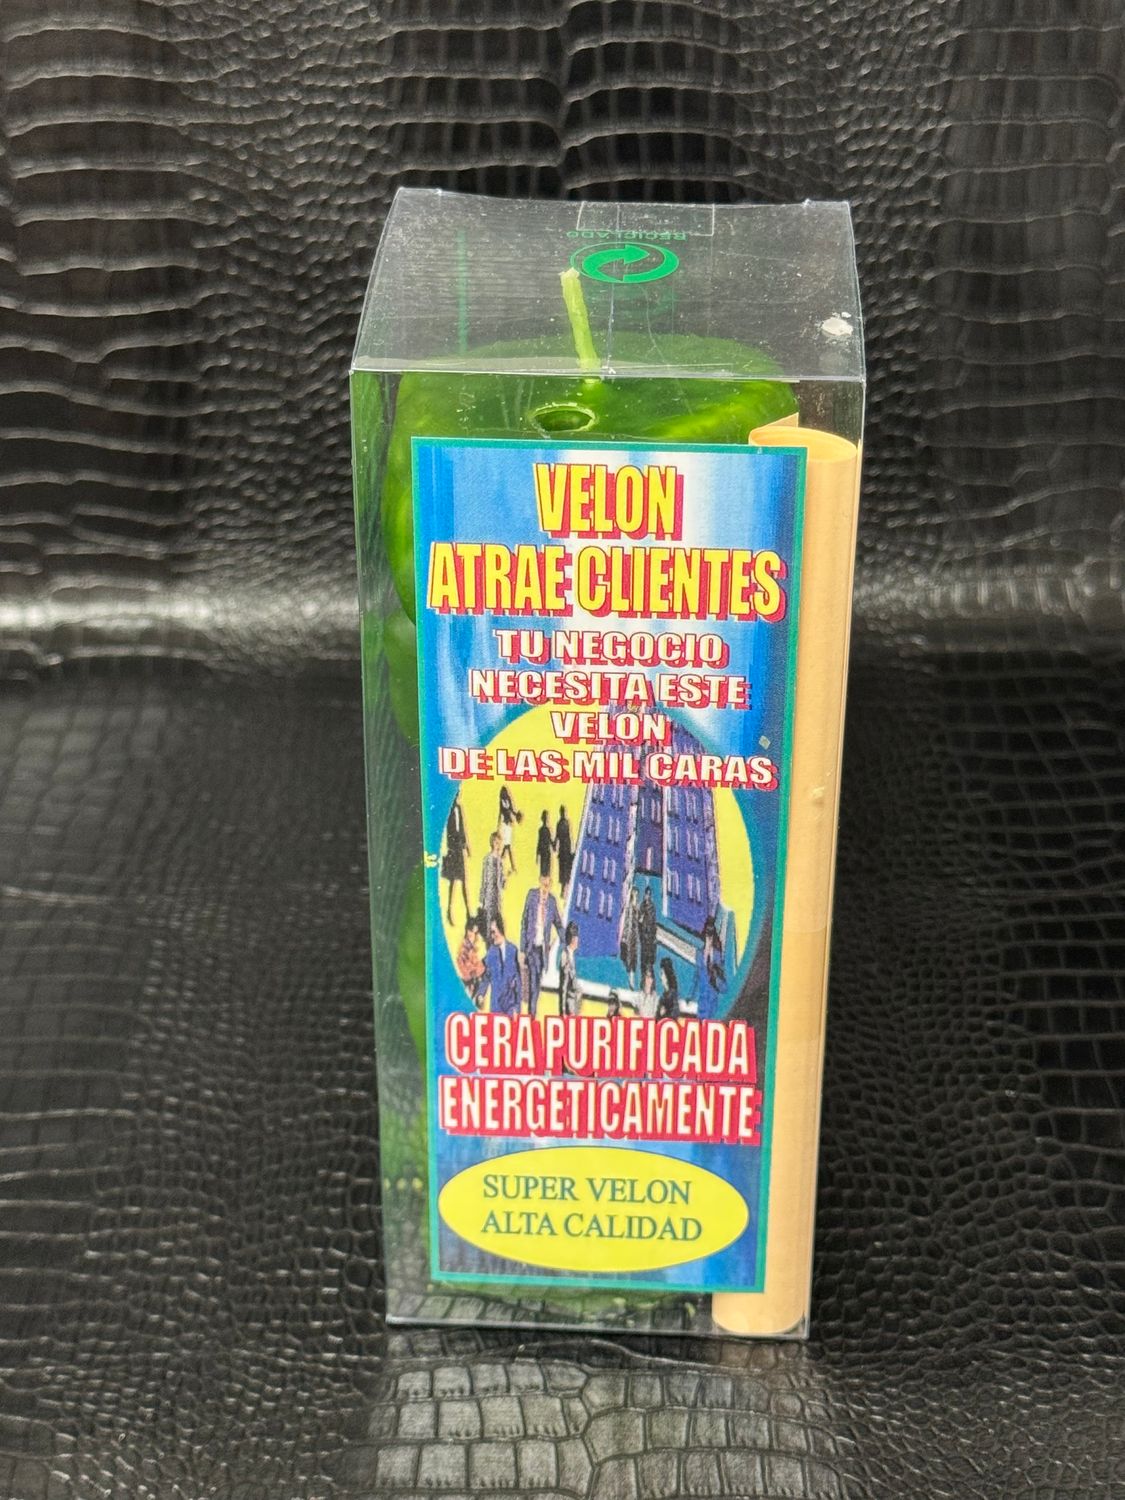 RECICLADO
VELON
ATRAE CLIENTES
TU NEGOCIO
NECESITA ESTE
VELON
DE LAS MIL CARAS
CERA PURIFICADA
ENERGETICAMENTE
SUPER VELON
ALTA CALIDAD